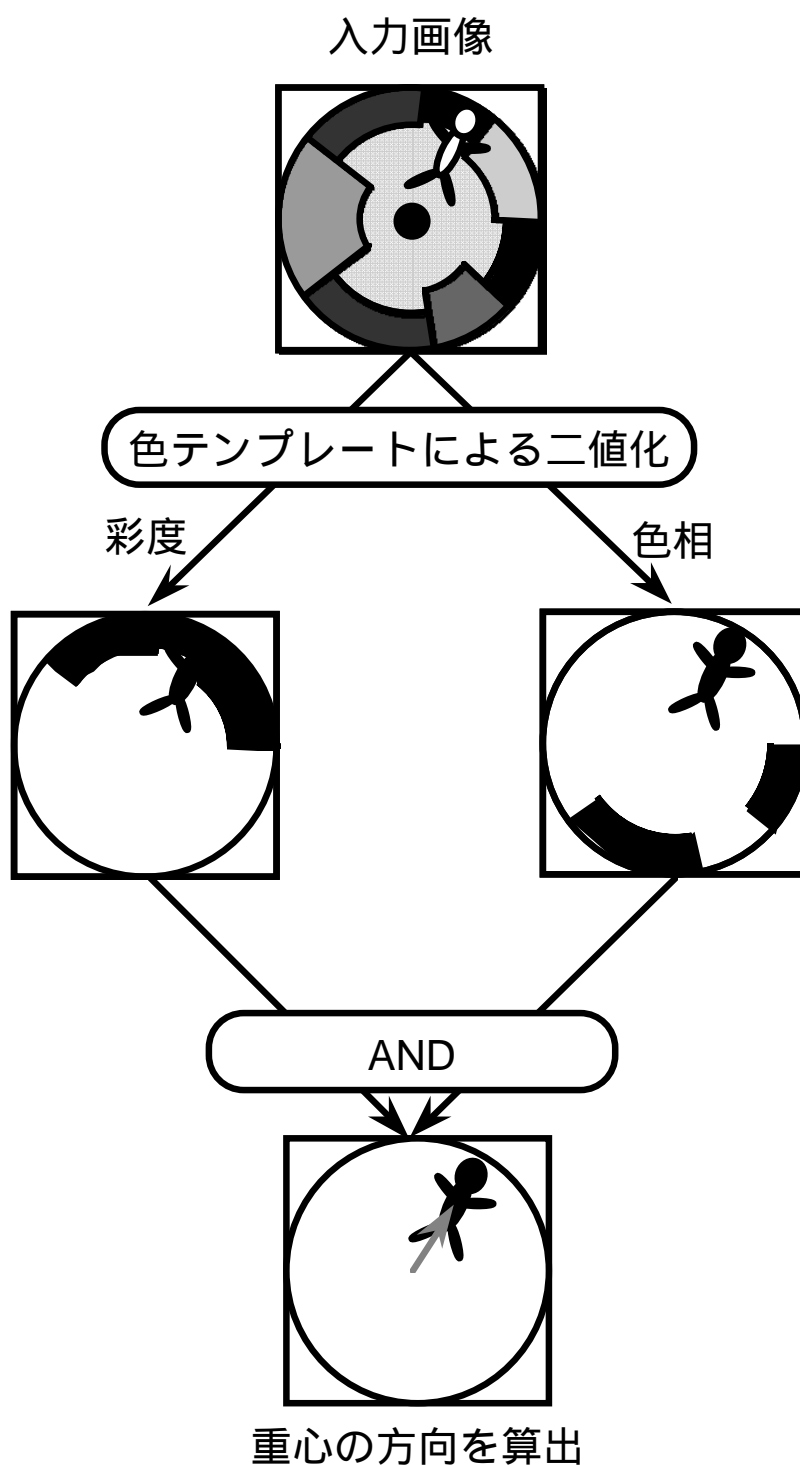 入力画像
色テンプレートによる二値化
彩度
色相
AND
重心の方向を算出